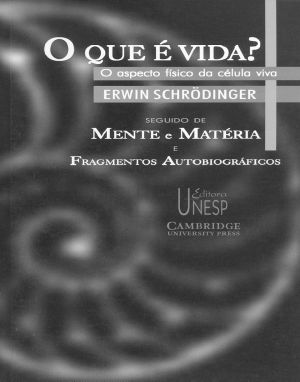 O QUE É VIDA?
O aspecto físico da célula viva
ERWIN SCHRÖDINGER
SEGUIDO DE
MENTE e MATÉRIA
E
FRAGMENTOS AUTOBIOGRÁFICOS
Editora
UNESP
CAMBRIDGE
UNIVERSITY PRESS